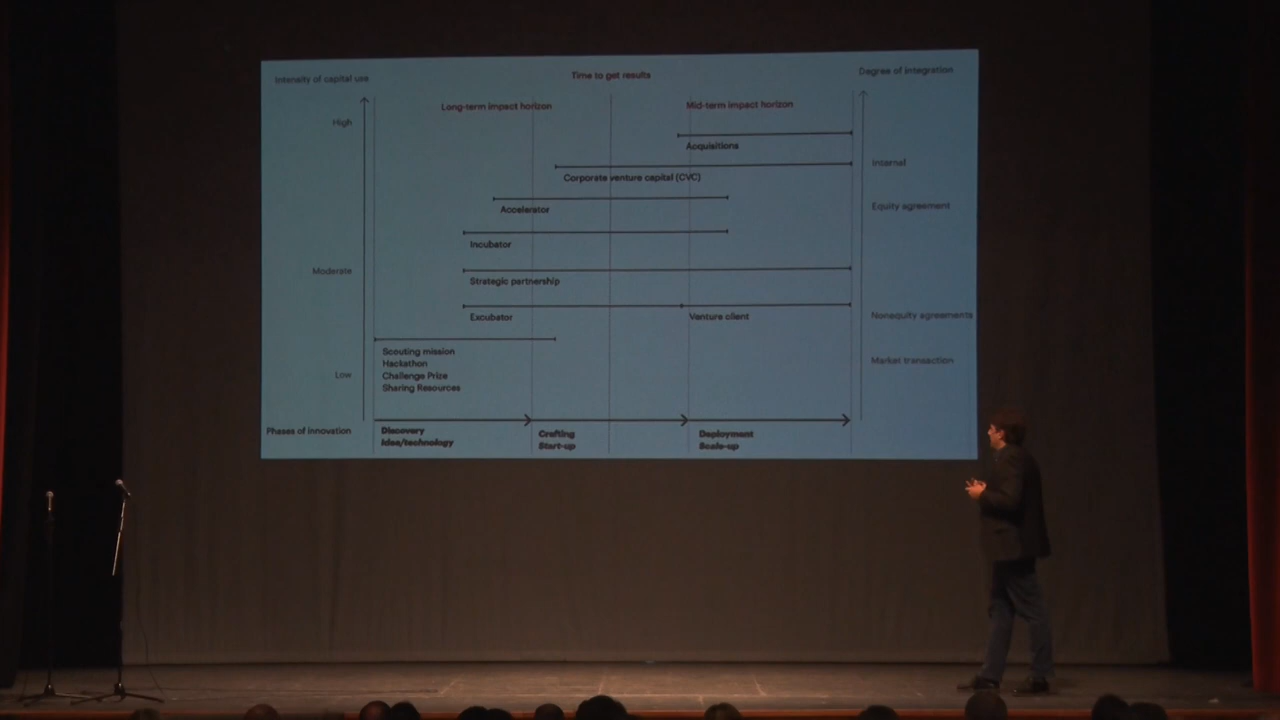 Intensity of capital use
Time to get results
Degree of integration
Long-term impact horizon
Mid-term impact horizon
High
Acquisitions
Internal
Corporate venture capital (CVC)
Equity agreement
Accelerator
Incubator
Moderate
Strategic partnership
Excubator
Venture client
Nonequity agreements
Scouting mission
Hackathon
Market transaction
Low
Challenge Prize
Sharing Resources
Phases of innovation
Discovery
Idea/technology
Crafting
Start-up
Deployment
Scale-up